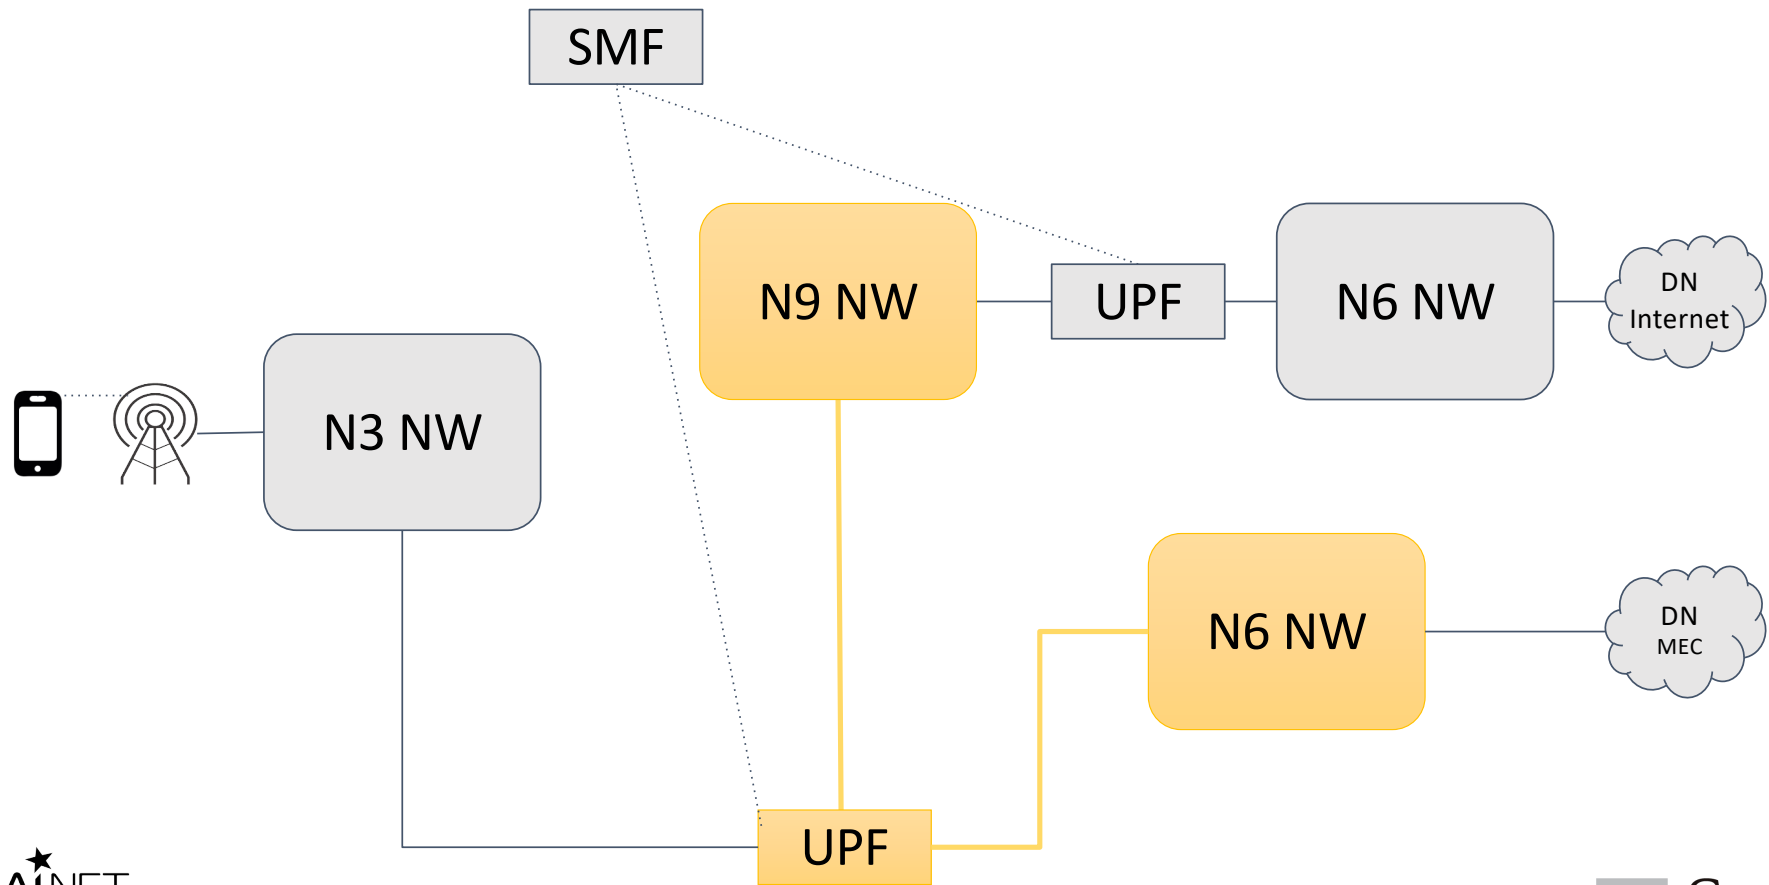 SMF
N9 NW
UPF
N6 NW
DN
Internet
N3 NW
N6 NW
DN
MEC
UPF